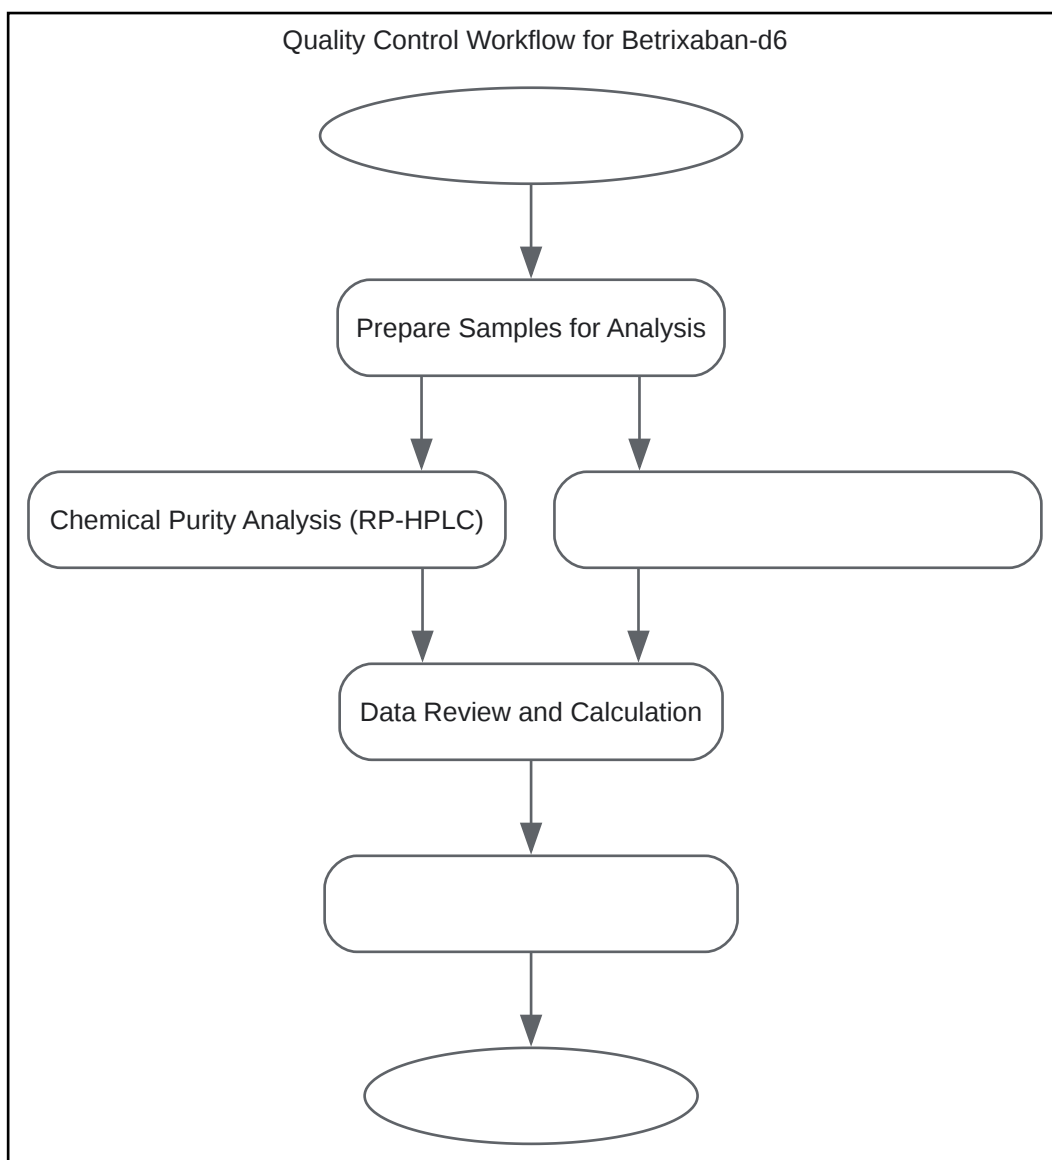 Quality Control Workflow for Betrixaban-d6
Prepare Samples for Analysis
Chemical Purity Analysis (RP-HPLC)
Data Review and Calculation